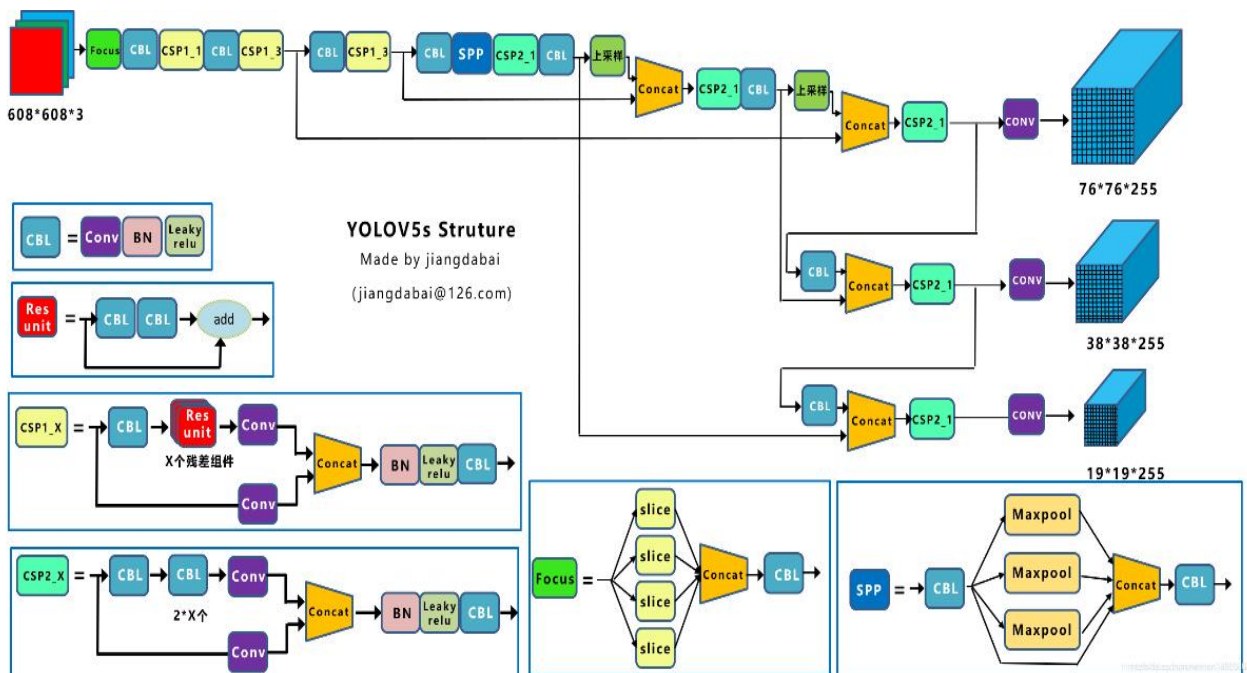 Focus CBL CSP1_1 CBL CSP1_3 CBL CSP1_3 CBL SPP CSP2_1 CBL 上采样
Concat CSP2_1 CBL 上采样
Concat CSP2_1 CONV
608*608*3
76*76*255
YOLOV5s Struture
Made by jiangdabai
(jiangdabai@126.com)
CBL = Conv BN Leaky
relu
CBL Concat CSP2_1 CONV
38*38*255
Res
unit = CBL CBL add
CBL Concat CSP2_1 CONV
19*19*255
CSP1_X = CBL Res
unit Conv
X个残差组件
Concat BN Leaky
relu CBL
Conv
CSP2_X = CBL CBL Conv
2*X个
Concat BN Leaky
relu CBL
Conv
Focus = slice
slice
slice
slice
Concat CBL
SPP = CBL Maxpool
Maxpool
Maxpool
Concat CBL